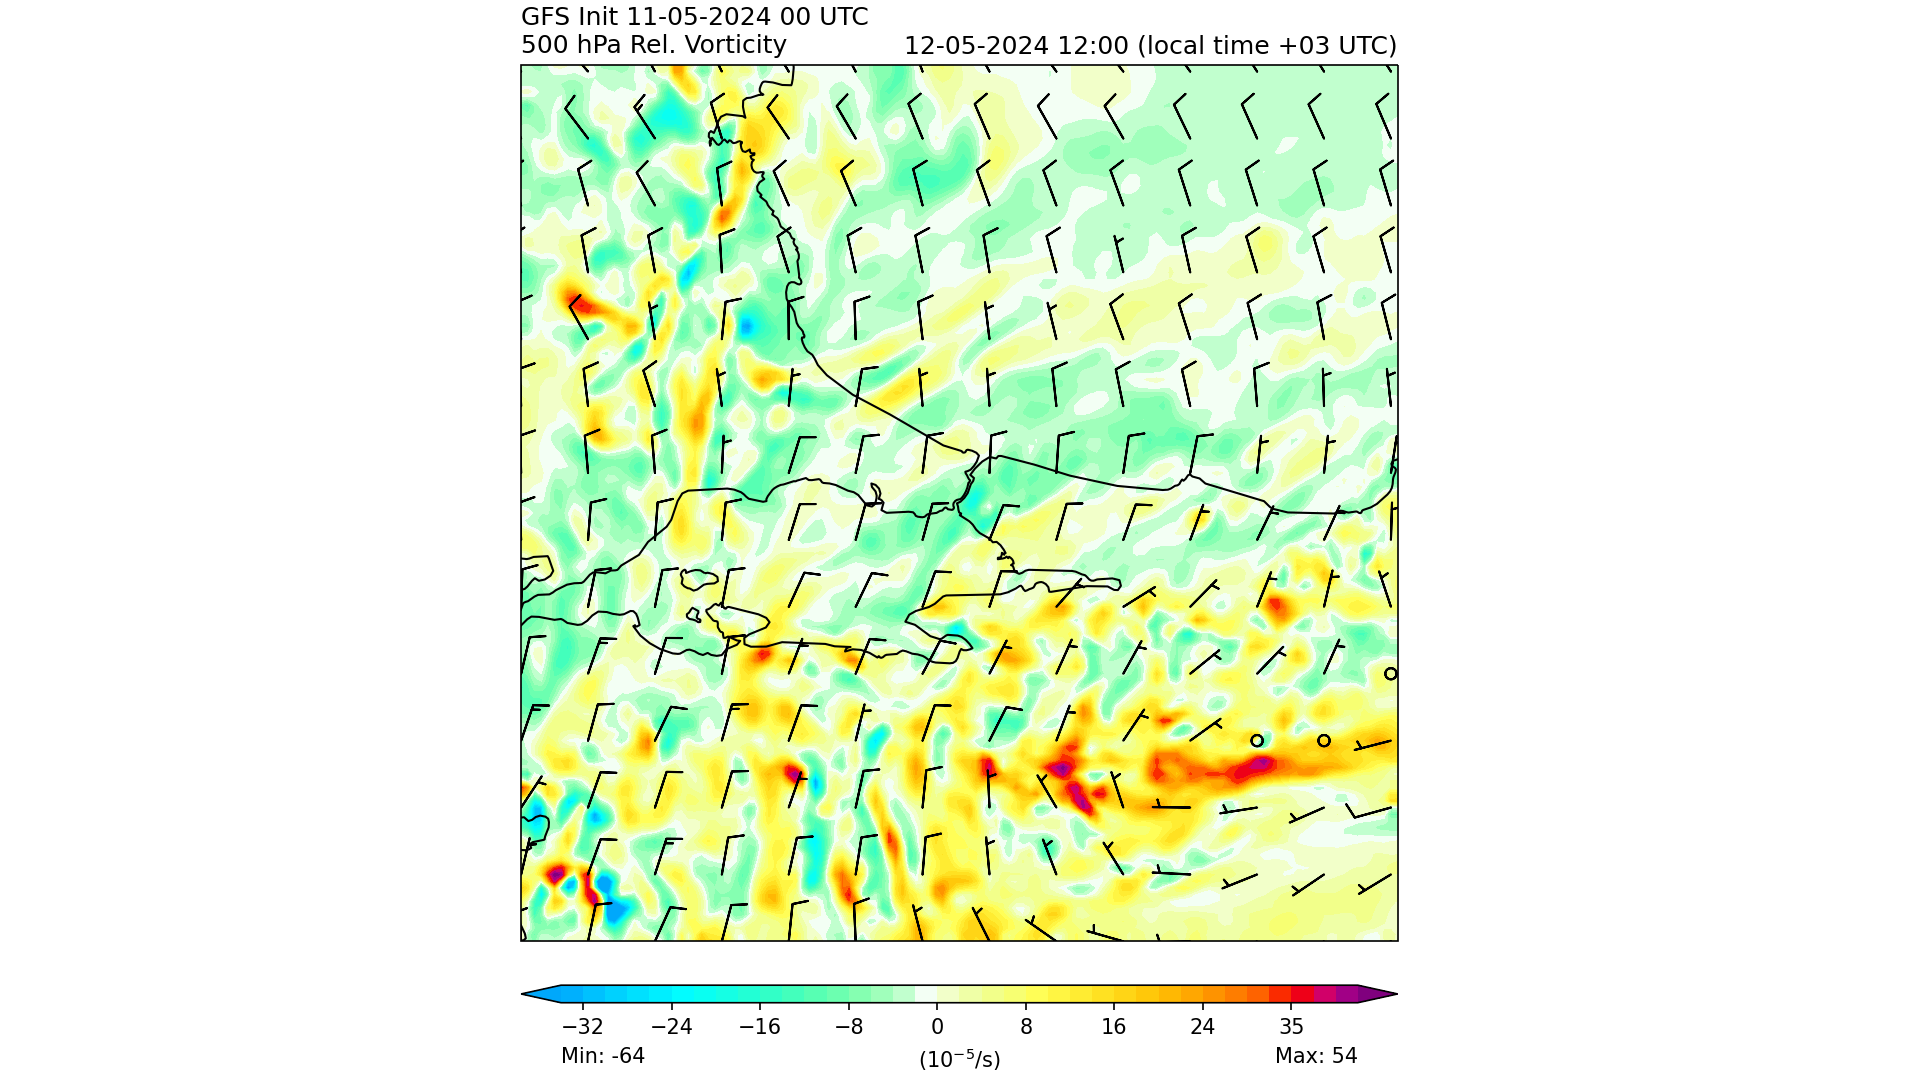 GFS Init 11-05-2024 00 UTC
500 hPa Rel. Vorticity
12-05-2024 12:00 (local time +03 UTC)
−32 −24 −16 −8 0 8 16 24 35
Min: -64 (10⁻⁵/s) Max: 54